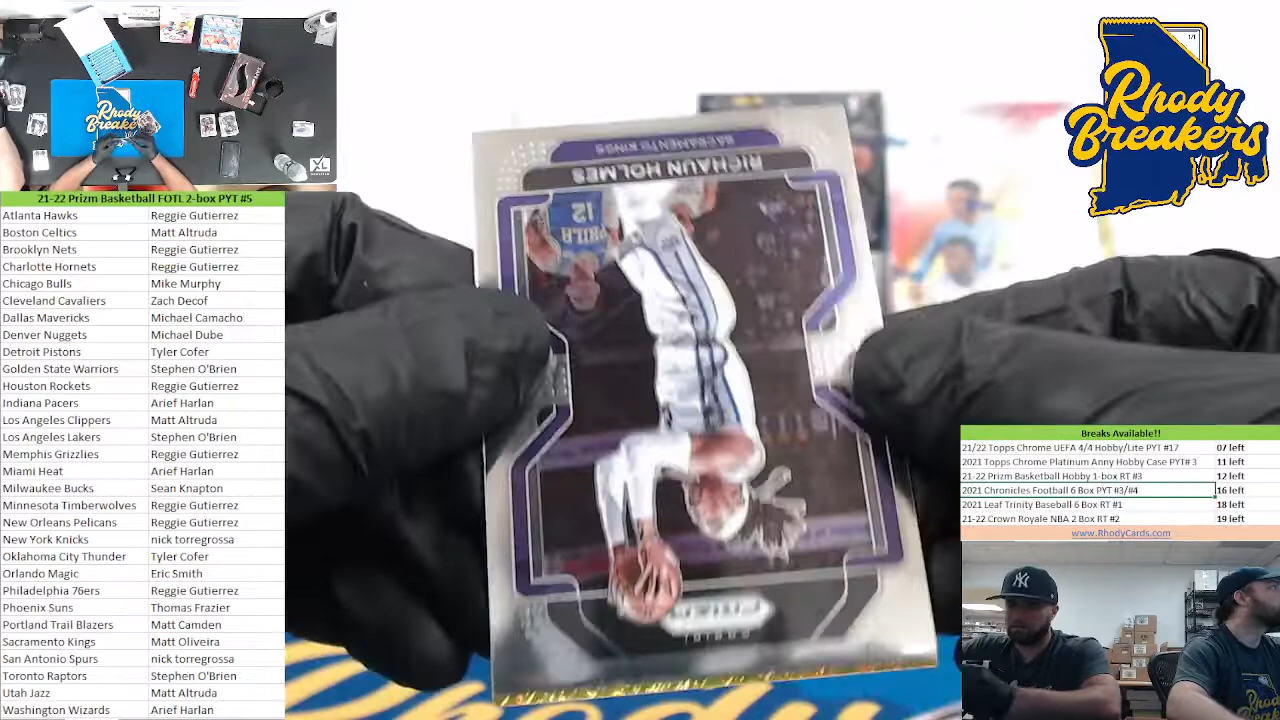 Rhody
Breakers
1/1
Rhody
Breakers
21-22 Prizm Basketball FOTL 2-box PYT #5
Atlanta Hawks Reggie Gutierrez
Boston Celtics Matt Altruda
Brooklyn Nets Reggie Gutierrez
Charlotte Hornets Reggie Gutierrez
Chicago Bulls Mike Murphy
Cleveland Cavaliers Zach Decof
Dallas Mavericks Michael Camacho
Denver Nuggets Michael Dube
Detroit Pistons Tyler Cofer
Golden State Warriors Stephen O'Brien
Houston Rockets Reggie Gutierrez
Indiana Pacers Arief Harlan
Los Angeles Clippers Matt Altruda
Los Angeles Lakers Stephen O'Brien
Memphis Grizzlies Reggie Gutierrez
Miami Heat Arief Harlan
Milwaukee Bucks Sean Knapton
Minnesota Timberwolves Reggie Gutierrez
New Orleans Pelicans Reggie Gutierrez
New York Knicks nick torregrossa
Oklahoma City Thunder Tyler Cofer
Orlando Magic Eric Smith
Philadelphia 76ers Reggie Gutierrez
Phoenix Suns Thomas Frazier
Portland Trail Blazers Matt Camden
Sacramento Kings Matt Oliveira
San Antonio Spurs nick torregrossa
Toronto Raptors Stephen O'Brien
Utah Jazz Matt Altruda
Washington Wizards Arief Harlan
SACRAMENTO KINGS
RICHAUN HOLMES
PHILA
12
PRIZM
PANINI
Rhody
Breaks Available!!
21/22 Topps Chrome UEFA 4/4 Hobby/Lite PYT #17 07 left
2021 Topps Chrome Platinum Anny Hobby Case PYT# 3 11 left
21-22 Prizm Basketball Hobby 1-box RT #3 12 left
2021 Chronicles Football 6 Box PYT #3/#4 16 left
2021 Leaf Trinity Baseball 6 Box RT #1 18 left
21-22 Crown Royale NBA 2 Box RT #2 19 left
www.RhodyCards.com